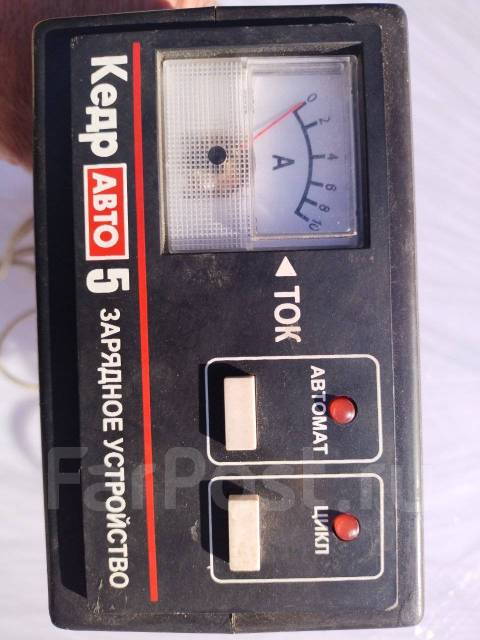 0 2 4 6 8 10
A
◀ ТОК
АВТОМАТ
ЦИКЛ
Кедр АВТО 5 ЗАРЯДНОЕ УСТРОЙСТВО
FarPost.ru